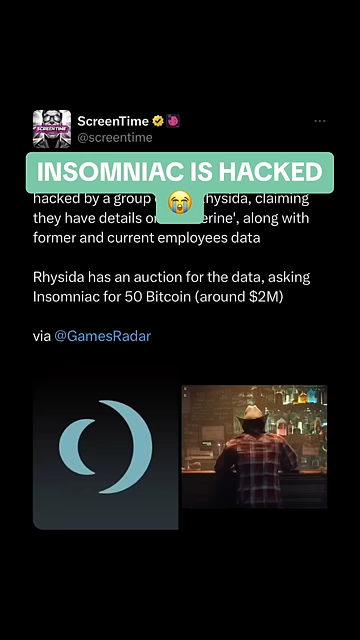 ScreenTime
@screentime
INSOMNIAC IS HACKED
hacked by a group
hysida, claiming
they have details
erine', along with
former and current employees data
Rhysida has an auction for the data, asking
Insomniac for 50 Bitcoin (around $2M)
via @GamesRadar
SCREENTIME